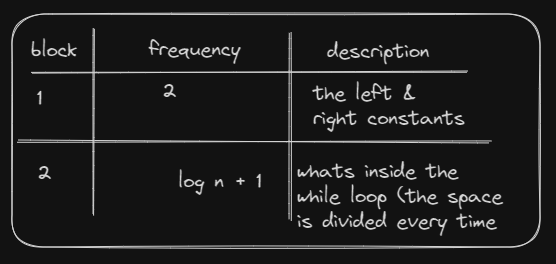 block frequency description
1 2 the left &
right constants
2 log n + 1 whats inside the
while loop (the space
is divided every time